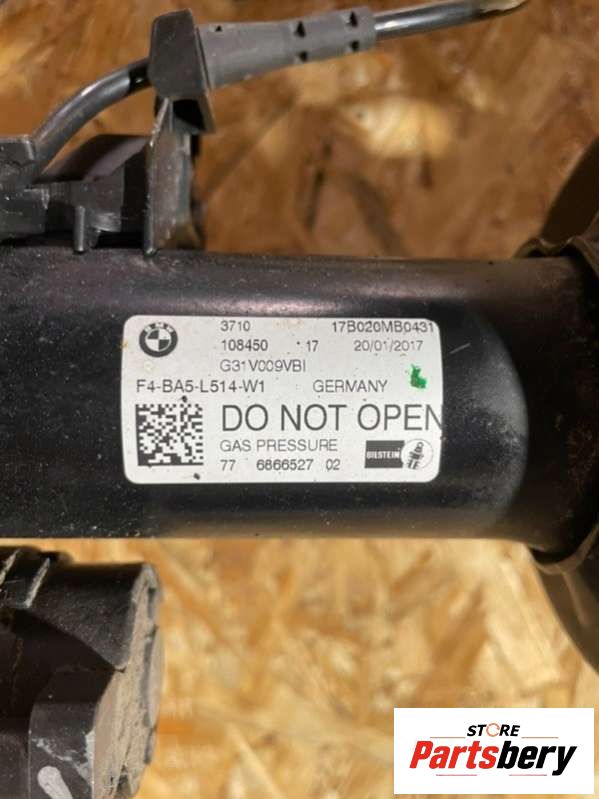 BMW
3710 17B020MB0431
108450 17 20/01/2017
G31V009VBI
F4-BA5-L514-W1 GERMANY
DO NOT OPEN
GAS PRESSURE
77 6866527 02
BILSTEIN
STORE
Partsbery